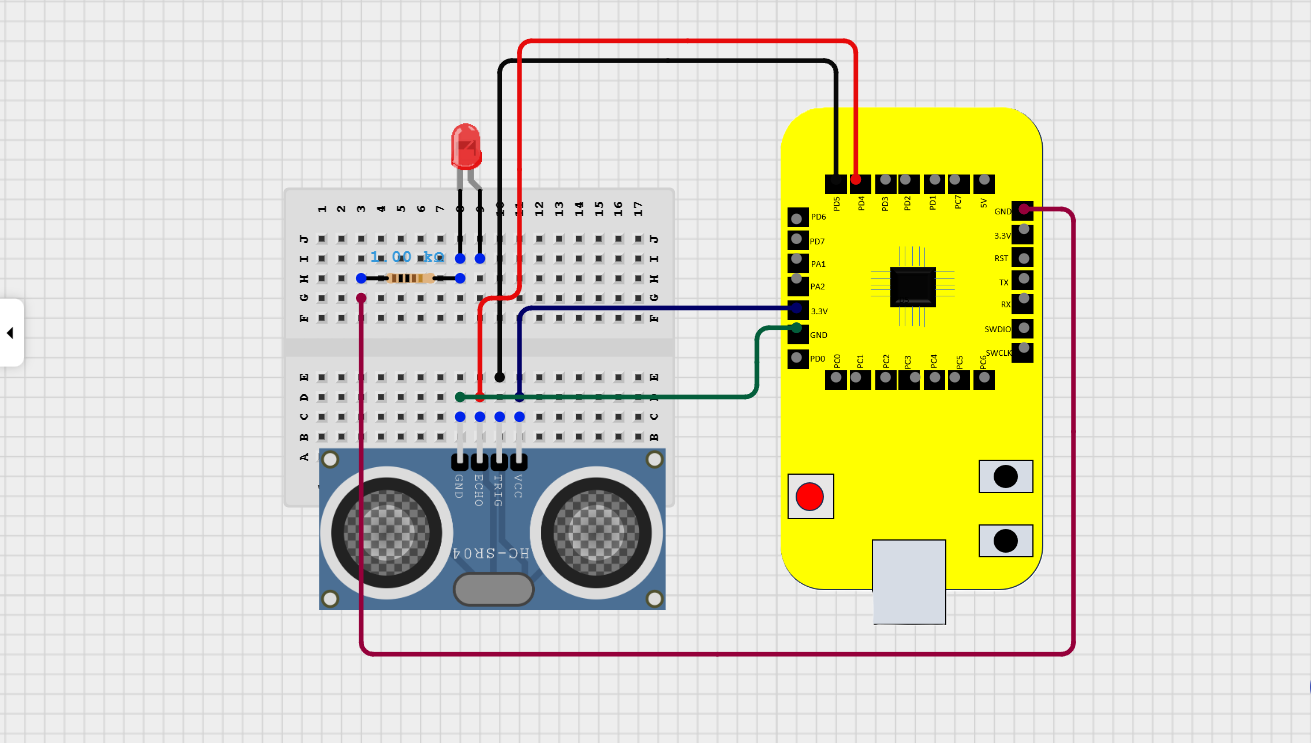 PD5 PD4 PD3 PD2 PD1 PC7 5V
1 2 3 4 5 6 7 8 9 10 11 12 13 14 15 16 17
PD6 GND
J J
3.3V
PD7
I 1.00 kΩ I
RST
PA1
H H
TX
PA2
G G
RX
3.3V
F F
SWDIO
GND
SWCLK
PD0
PC0 PC1 PC2 PC3 PC4 PC5 PC6
E E
D D
C C
B B
A
GND ECHO TRIG VCC
HC-SR04